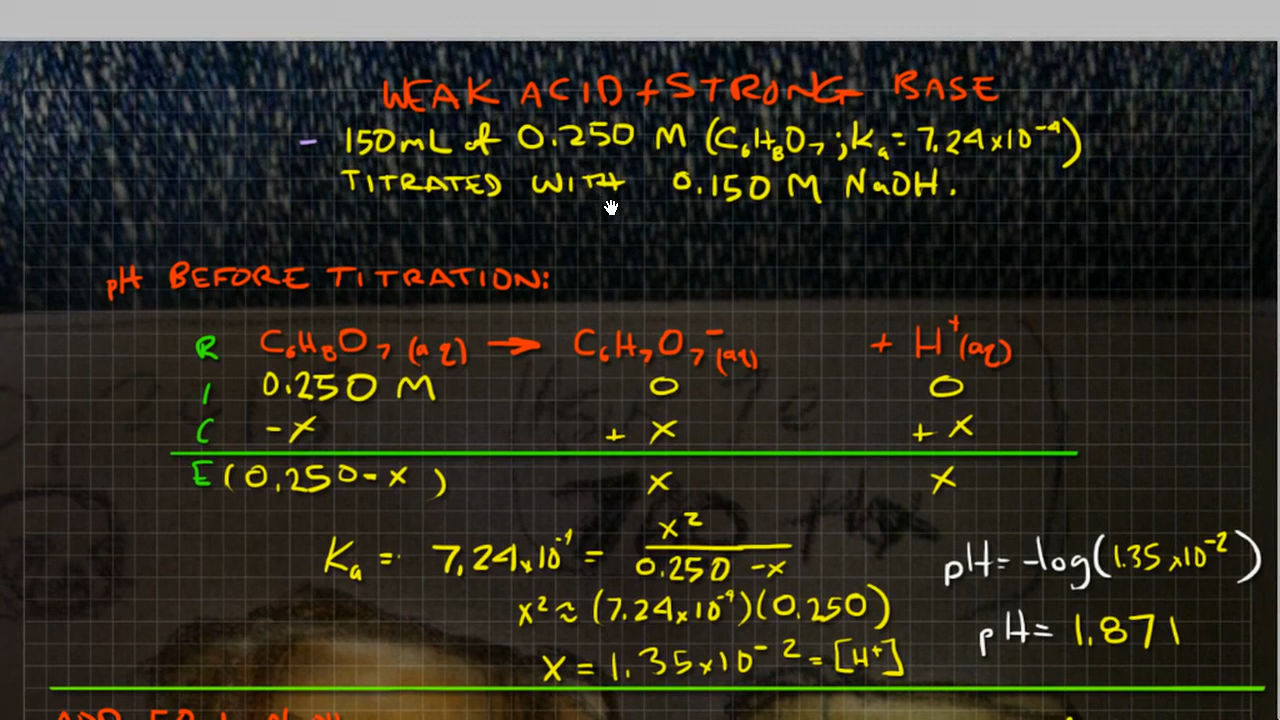 WEAK ACID + STRONG BASE
- 150mL of 0.250 M (C₆H₈O₇; Kₐ = 7.24x10⁻⁴)
TITRATED WITH 0.150 M NaOH.
pH BEFORE TITRATION:
R C₆H₈O₇(aq) → C₆H₇O₇⁻(aq) + H⁺(aq)
I 0.250 M 0 0
C -x + x + x
E (0.250-x) x x
Kₐ = 7.24x10⁻⁴ = x² / 0.250 -x
x² ≈ (7.24x10⁻⁴)(0.250)
x = 1.35x10⁻² = [H⁺]
pH = -log(1.35x10⁻²)
pH = 1.871